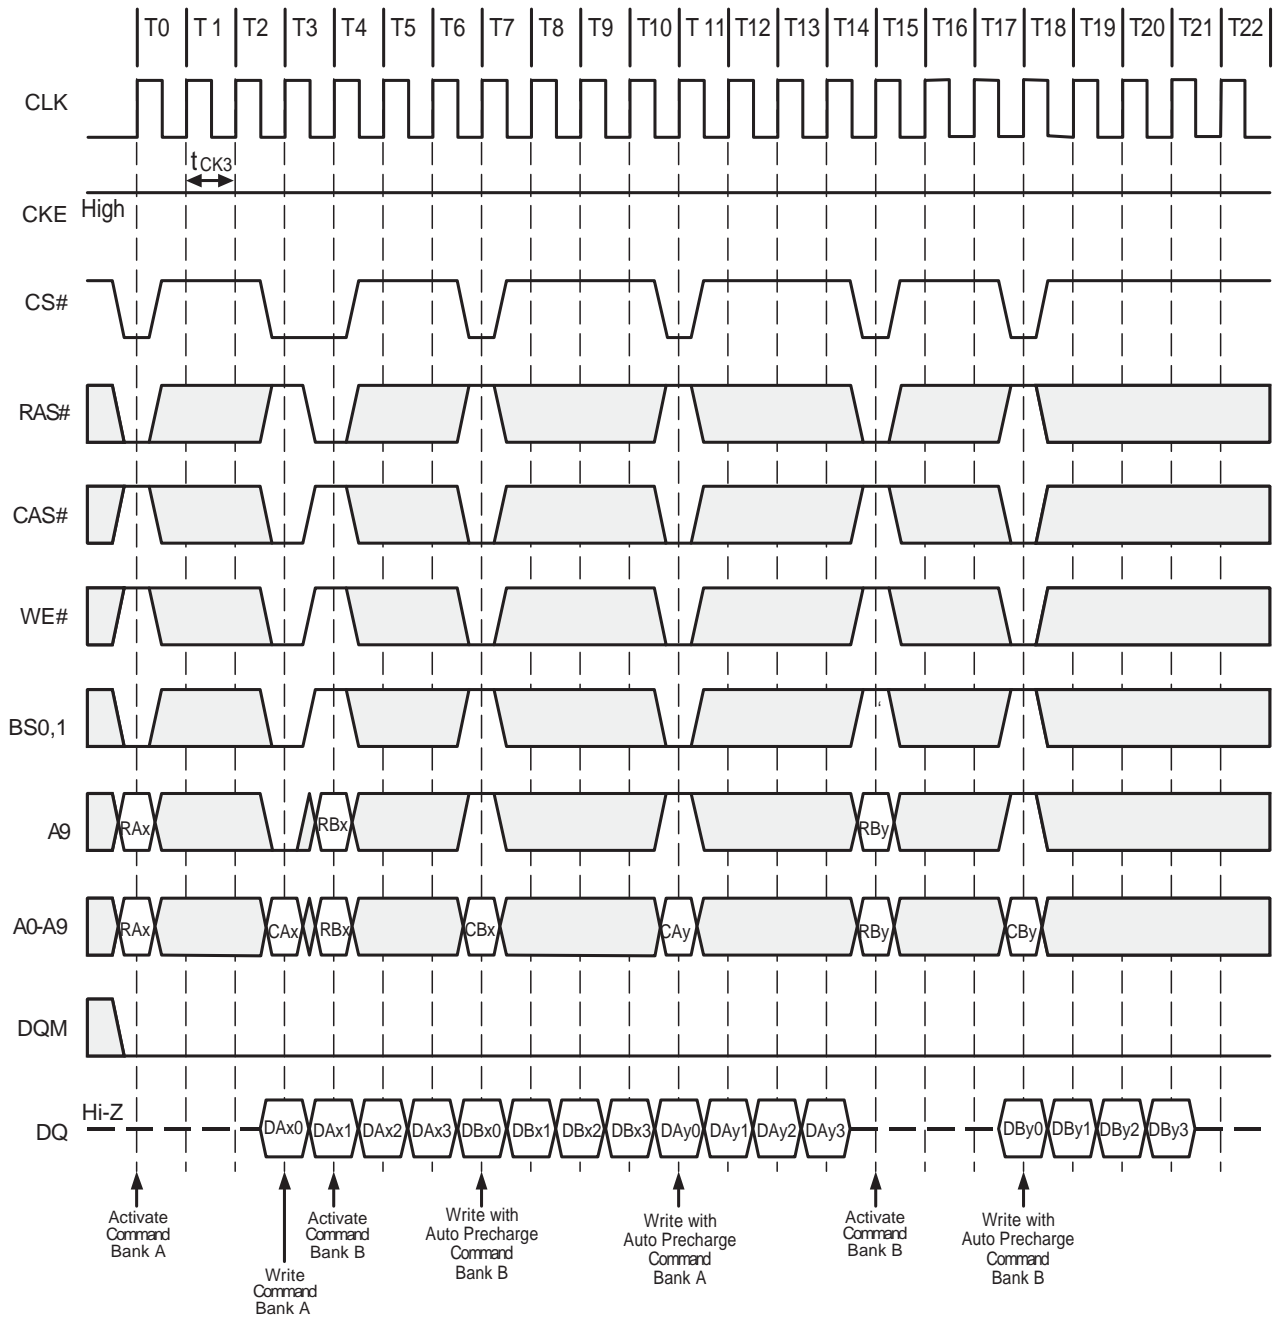 T0 T1 T2 T3 T4 T5 T6 T7 T8 T9 T10 T11 T12 T13 T14 T15 T16 T17 T18 T19 T20 T21 T22
CLK
tCK3
CKE High
CS#
RAS#
CAS#
WE#
BS0,1
A9 RAx RBx RBy
A0-A9 RAx CAx RBx CBx CAy RBy CBy
DQM
Hi-Z
DQ DAx0 DAx1 DAx2 DAx3 DBx0 DBx1 DBx2 DBx3 DAy0 DAy1 DAy2 DAy3 DBy0 DBy1 DBy2 DBy3
Activate
Command
Bank A
Write
Command
Bank A
Activate
Command
Bank B
Write with
Auto Precharge
Command
Bank B
Write with
Auto Precharge
Command
Bank A
Activate
Command
Bank B
Write with
Auto Precharge
Command
Bank B